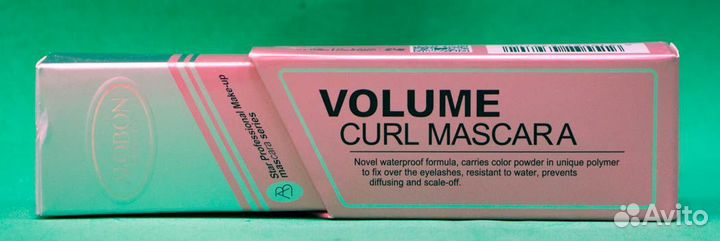 Star Professional Make-up
mascara series
VOLUME
CURL MASCARA
Novel waterproof formula, carries color powder in unique polymer
to fix over the eyelashes, resistant to water, prevents
diffusing and scale-off.
Avito